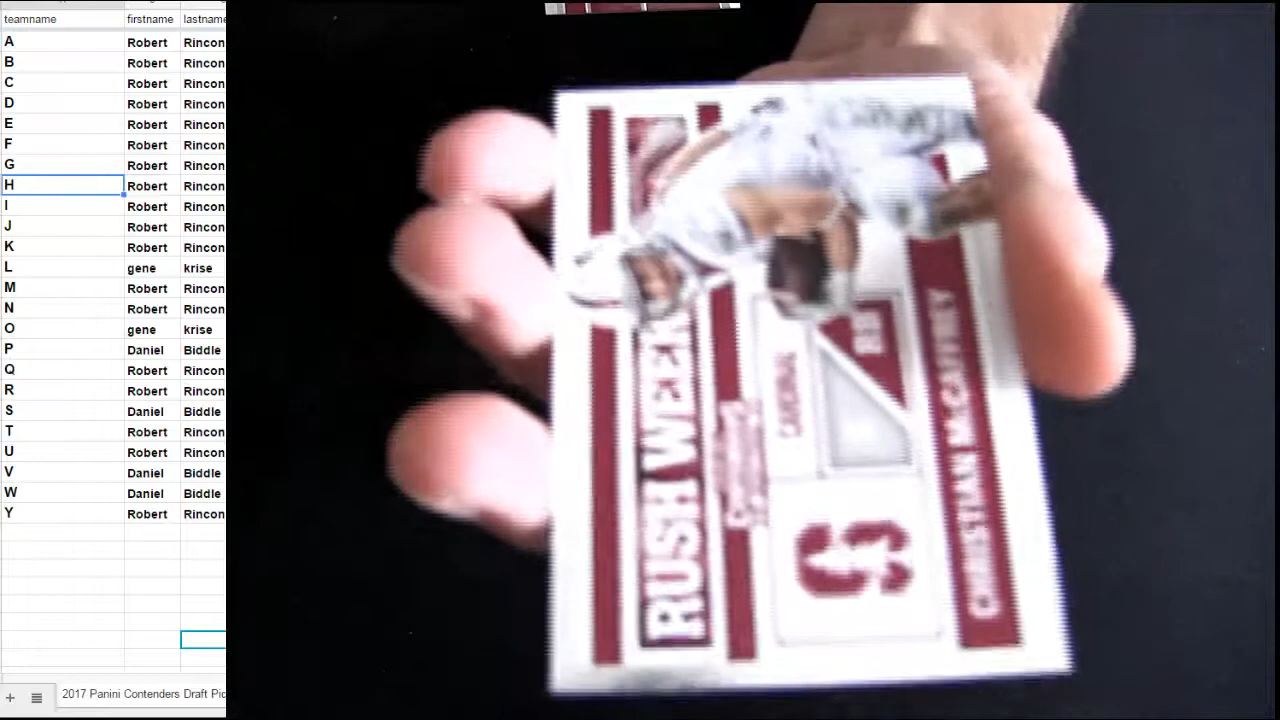 teamname firstname lastname
A Robert Rincon
B Robert Rincon
C Robert Rincon
D Robert Rincon
E Robert Rincon
F Robert Rincon
G Robert Rincon
H Robert Rincon
I Robert Rincon
J Robert Rincon
K Robert Rincon
L gene krise
M Robert Rincon
N Robert Rincon
O gene krise
P Daniel Biddle
Q Robert Rincon
R Robert Rincon
S Daniel Biddle
T Robert Rincon
U Robert Rincon
V Daniel Biddle
W Daniel Biddle
Y Robert Rincon
2017 Panini Contenders Draft Pic
RUSH WEEK
CARDINAL
RB
S
CHRISTIAN McCAFFREY